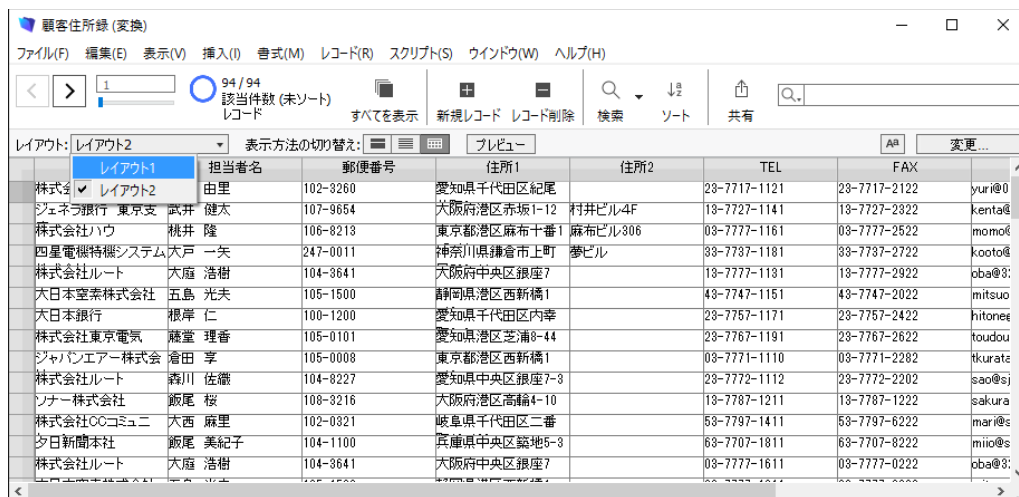 顧客住所録 (変換)
ファイル(F) 編集(E) 表示(V) 挿入(I) 書式(M) レコード(R) スクリプト(S) ウインドウ(W) ヘルプ(H)
1 94 / 94 該当件数 (未ソート) レコード すべてを表示 新規レコード レコード削除 検索 ソート 共有
レイアウト: レイアウト2 表示方法の切り替え: プレビュー Aa 変更...
レイアウト1
レイアウト2
担当者名 郵便番号 住所1 住所2 TEL FAX
株式会 由里 102-3260 愛知県千代田区紀尾 23-7717-1121 23-7717-2122 yuri@0
ジェネラ銀行 東京支 武井 健太 107-9654 大阪府港区赤坂1-12 村井ビル4F 13-7727-1141 13-7727-2322 kenta@
株式会社ハウ 桃井 隆 106-8213 東京都港区麻布十番1 麻布ビル306 03-7777-1161 03-7777-2522 momo@
四星電機特機システム 大戸 一矢 247-0011 神奈川県鎌倉市上町 夢ビル 33-7737-1181 33-7737-2722 kooto@
株式会社ルート 大庭 浩樹 104-3641 大阪府中央区銀座7 13-7777-1131 13-7777-2922 oba@3
大日本窒素株式会社 五島 光夫 105-1500 静岡県港区西新橋1 43-7747-1151 43-7747-2022 mitsuo
大日本銀行 根岸 仁 100-1200 愛知県千代田区内幸 23-7757-1171 23-7757-2422 hitone
株式会社東京電気 藤堂 理香 105-0101 愛知県港区芝浦8-44 23-7767-1191 23-7767-2622 toudou
ジャパンエアー株式会 倉田 享 105-0008 東京都港区西新橋1 03-7771-1110 03-7771-2282 tkurata
株式会社ルート 森川 佐織 104-8227 愛知県中央区銀座7-3 23-7772-1112 23-7772-2202 sao@sj
ソナー株式会社 飯尾 桜 108-3216 大阪府港区高輪4-10 13-7787-1211 13-7787-1222 sakura
株式会社CCコミュニ 大西 麻里 102-0321 岐阜県千代田区二番 53-7797-1411 53-7797-6222 mari@s
夕日新聞本社 飯尾 美紀子 104-1100 兵庫県中央区築地5-3 63-7707-1811 63-7707-8222 miio@s
株式会社ルート 大庭 浩樹 104-3641 大阪府中央区銀座7 03-7777-1611 03-7777-0222 oba@3